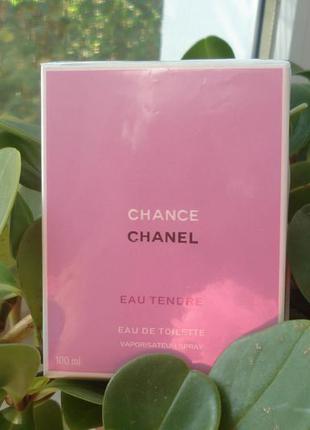 CHANCE
CHANEL
EAU TENDRE
EAU DE TOILETTE
VAPORISATEUR SPRAY
100 ml